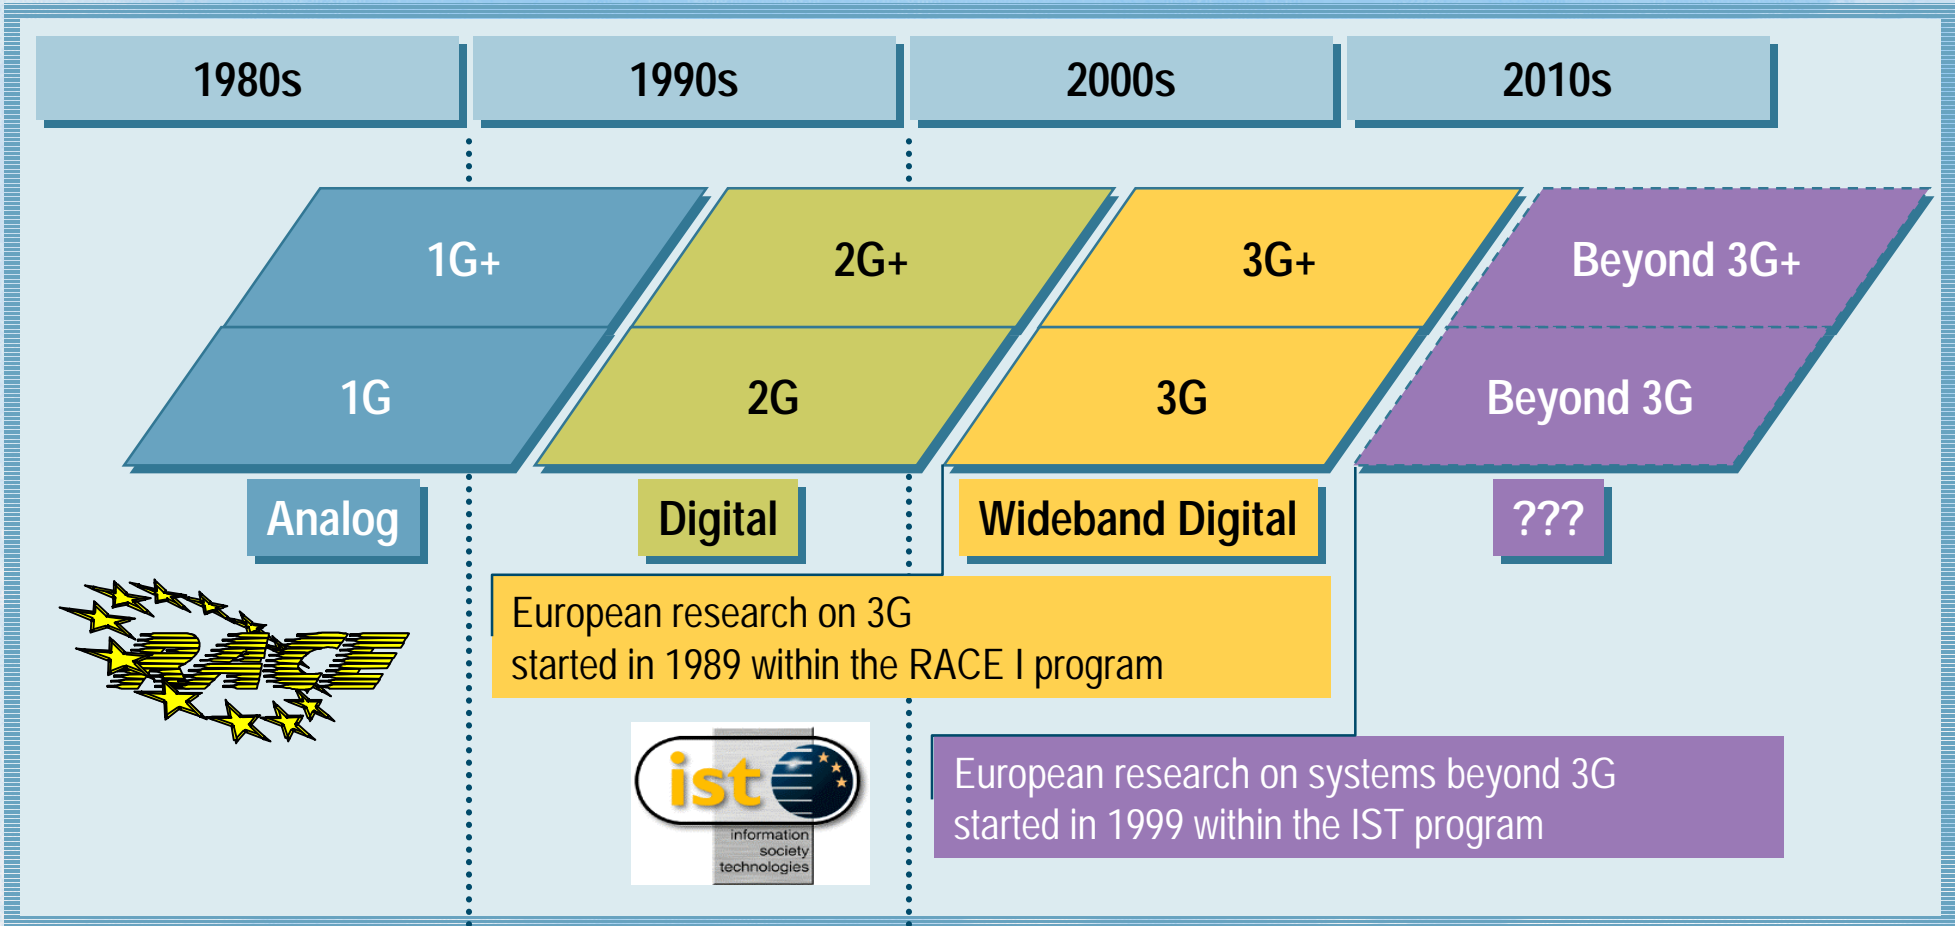 1980s 1990s 2000s 2010s
1G+ 2G+ 3G+ Beyond 3G+
1G 2G 3G Beyond 3G
Analog Digital Wideband Digital ???
RACE
European research on 3G
started in 1989 within the RACE I program
ist
information
society
technologies
European research on systems beyond 3G
started in 1999 within the IST program